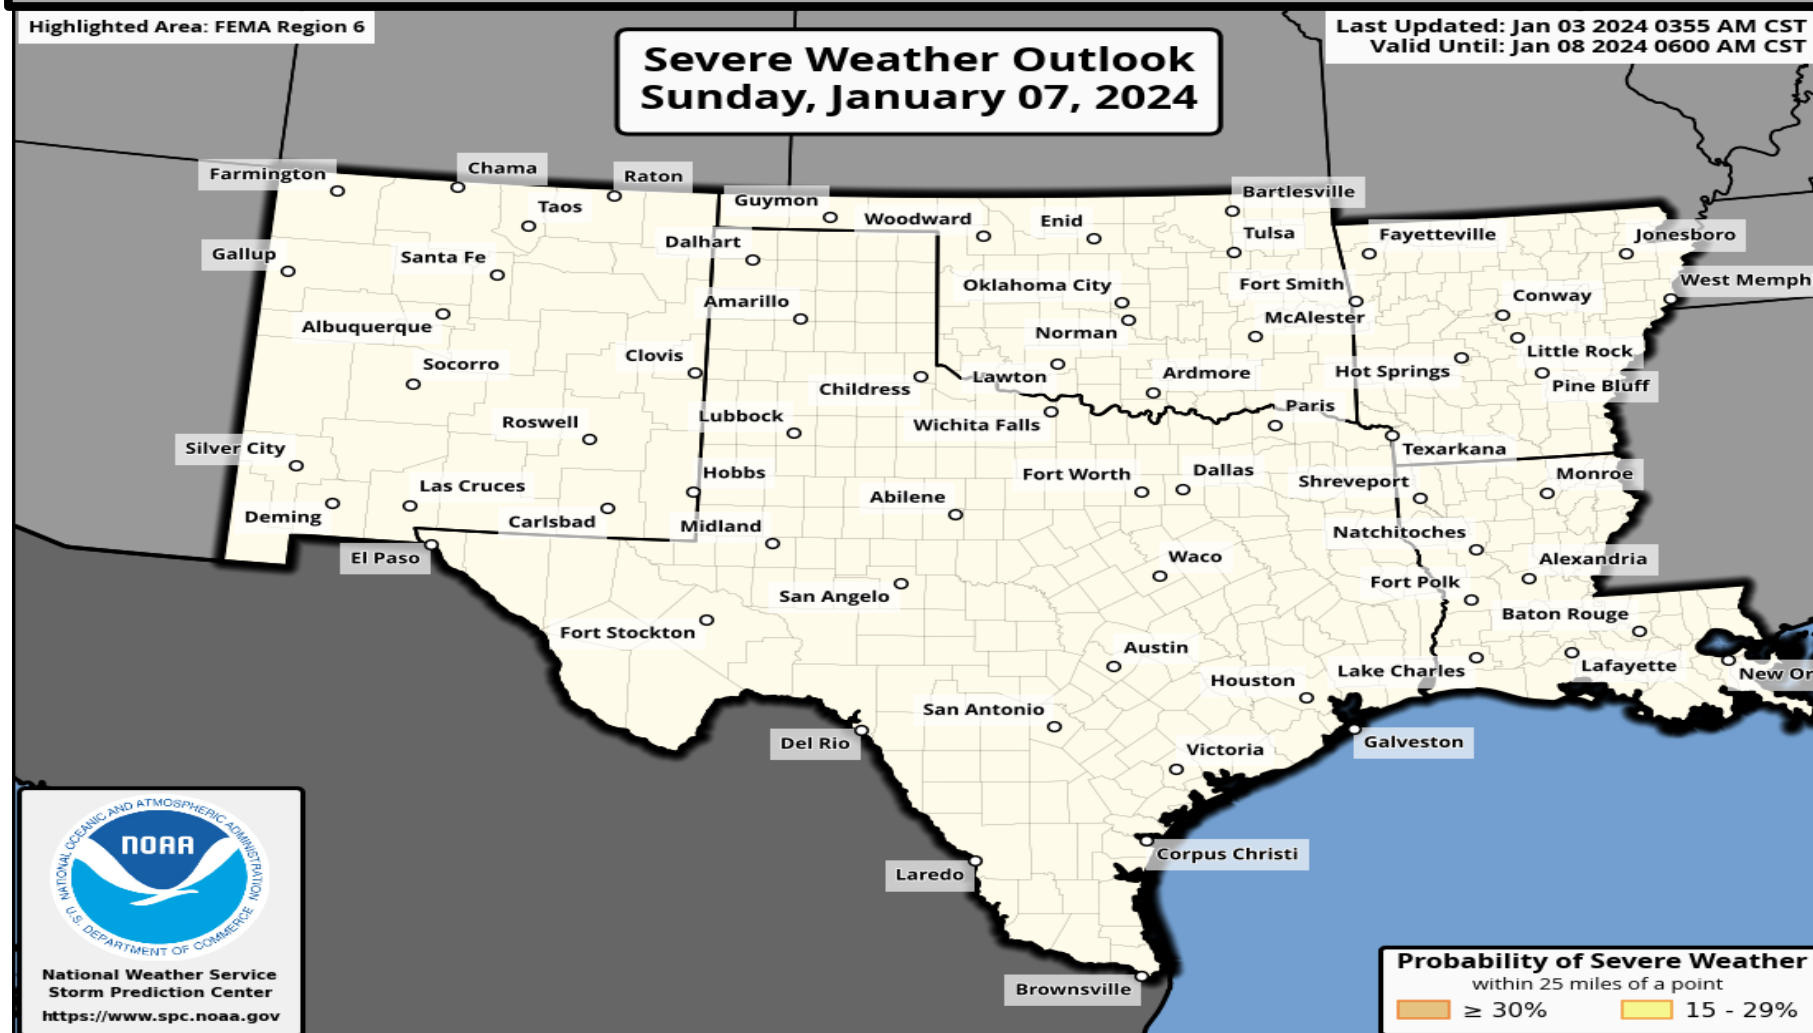 Highlighted Area: FEMA Region 6
Last Updated: Jan 03 2024 0355 AM CST
Valid Until: Jan 08 2024 0600 AM CST
Severe Weather Outlook
Sunday, January 07, 2024
Farmington
Chama
Raton
Taos
Guymon
Woodward
Enid
Bartlesville
Tulsa
Fayetteville
Jonesboro
Gallup
Santa Fe
Dalhart
West Memph
Oklahoma City
Fort Smith
Conway
Amarillo
Albuquerque
Norman
McAlester
Little Rock
Socorro
Clovis
Childress
Lawton
Ardmore
Hot Springs
Pine Bluff
Roswell
Lubbock
Wichita Falls
Paris
Texarkana
Silver City
Hobbs
Fort Worth
Dallas
Shreveport
Monroe
Las Cruces
Abilene
Deming
Carlsbad
Midland
Natchitoches
El Paso
Waco
Alexandria
San Angelo
Fort Polk
Fort Stockton
Baton Rouge
Austin
Houston
Lake Charles
Lafayette
New Or
San Antonio
Del Rio
Victoria
Galveston
Corpus Christi
Laredo
Brownsville
NATIONAL OCEANIC AND ATMOSPHERIC ADMINISTRATION
NOAA
U.S. DEPARTMENT OF COMMERCE
National Weather Service
Storm Prediction Center
https://www.spc.noaa.gov
Probability of Severe Weather
within 25 miles of a point
≥ 30%
15 - 29%